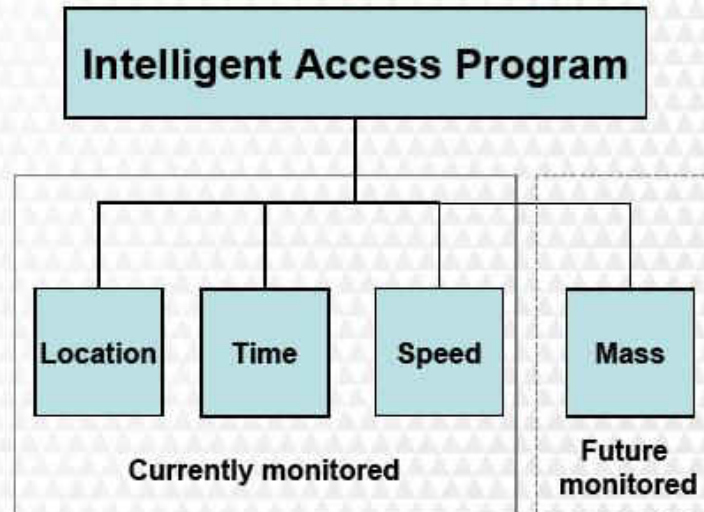 Intelligent Access Program
Location
Time
Speed
Mass
Currently monitored
Future
monitored